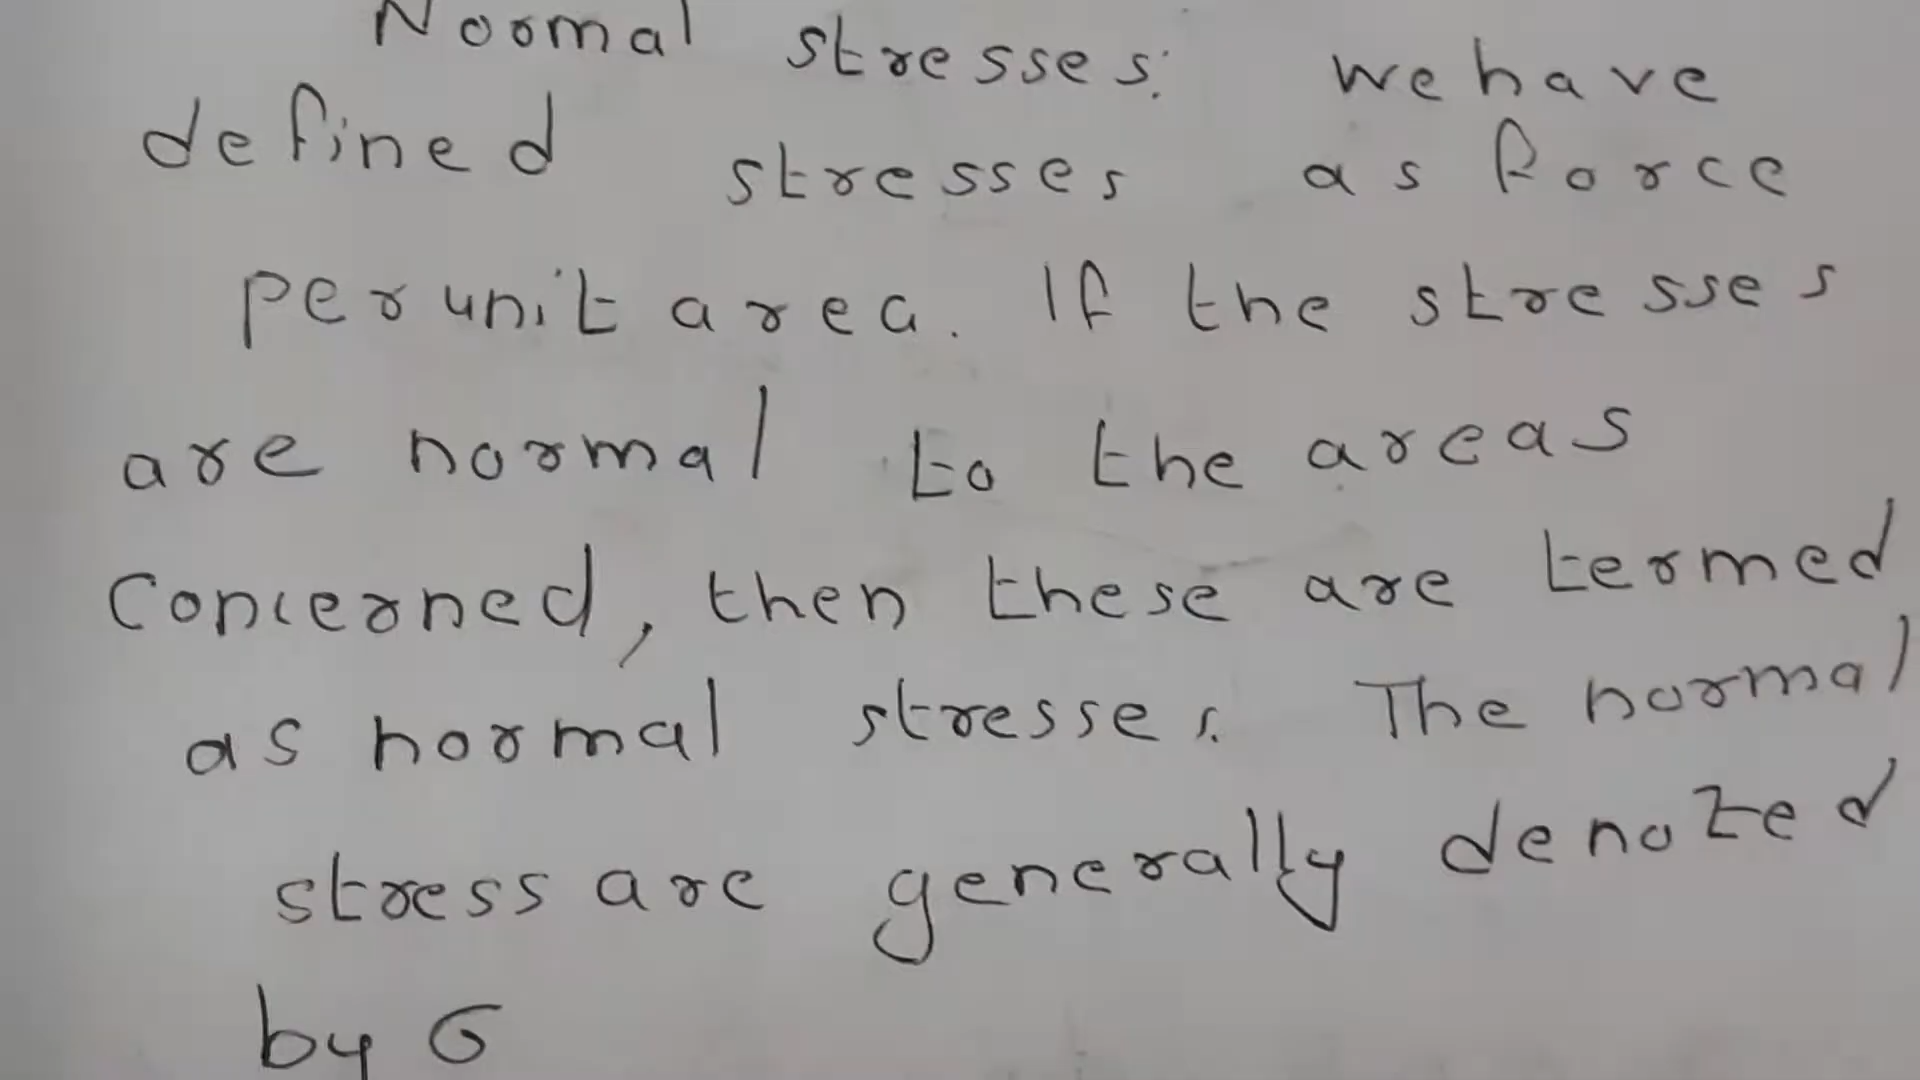 Normal stresses: we have
defined stresses as force
per unit area. If the stresses
are normal to the areas
Concerned, then these are termed
as normal stresses. The normal
stress are generally denoted
by σ